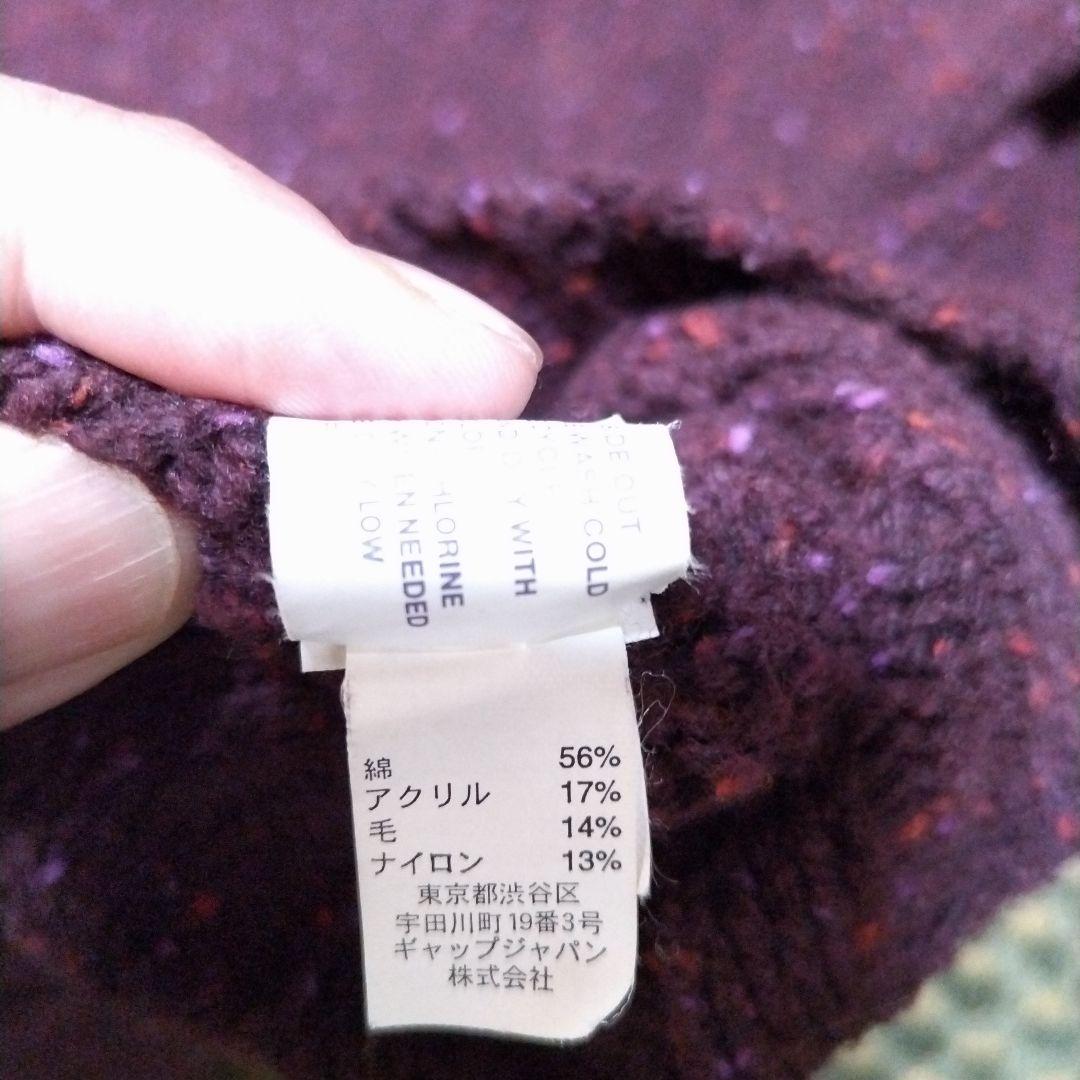 DE OUT
WASH COLD
Y WITH
CHLORINE
WHEN NEEDED
LOW
綿 56%
アクリル 17%
毛 14%
ナイロン 13%
東京都渋谷区
宇田川町19番3号
ギャップジャパン
株式会社